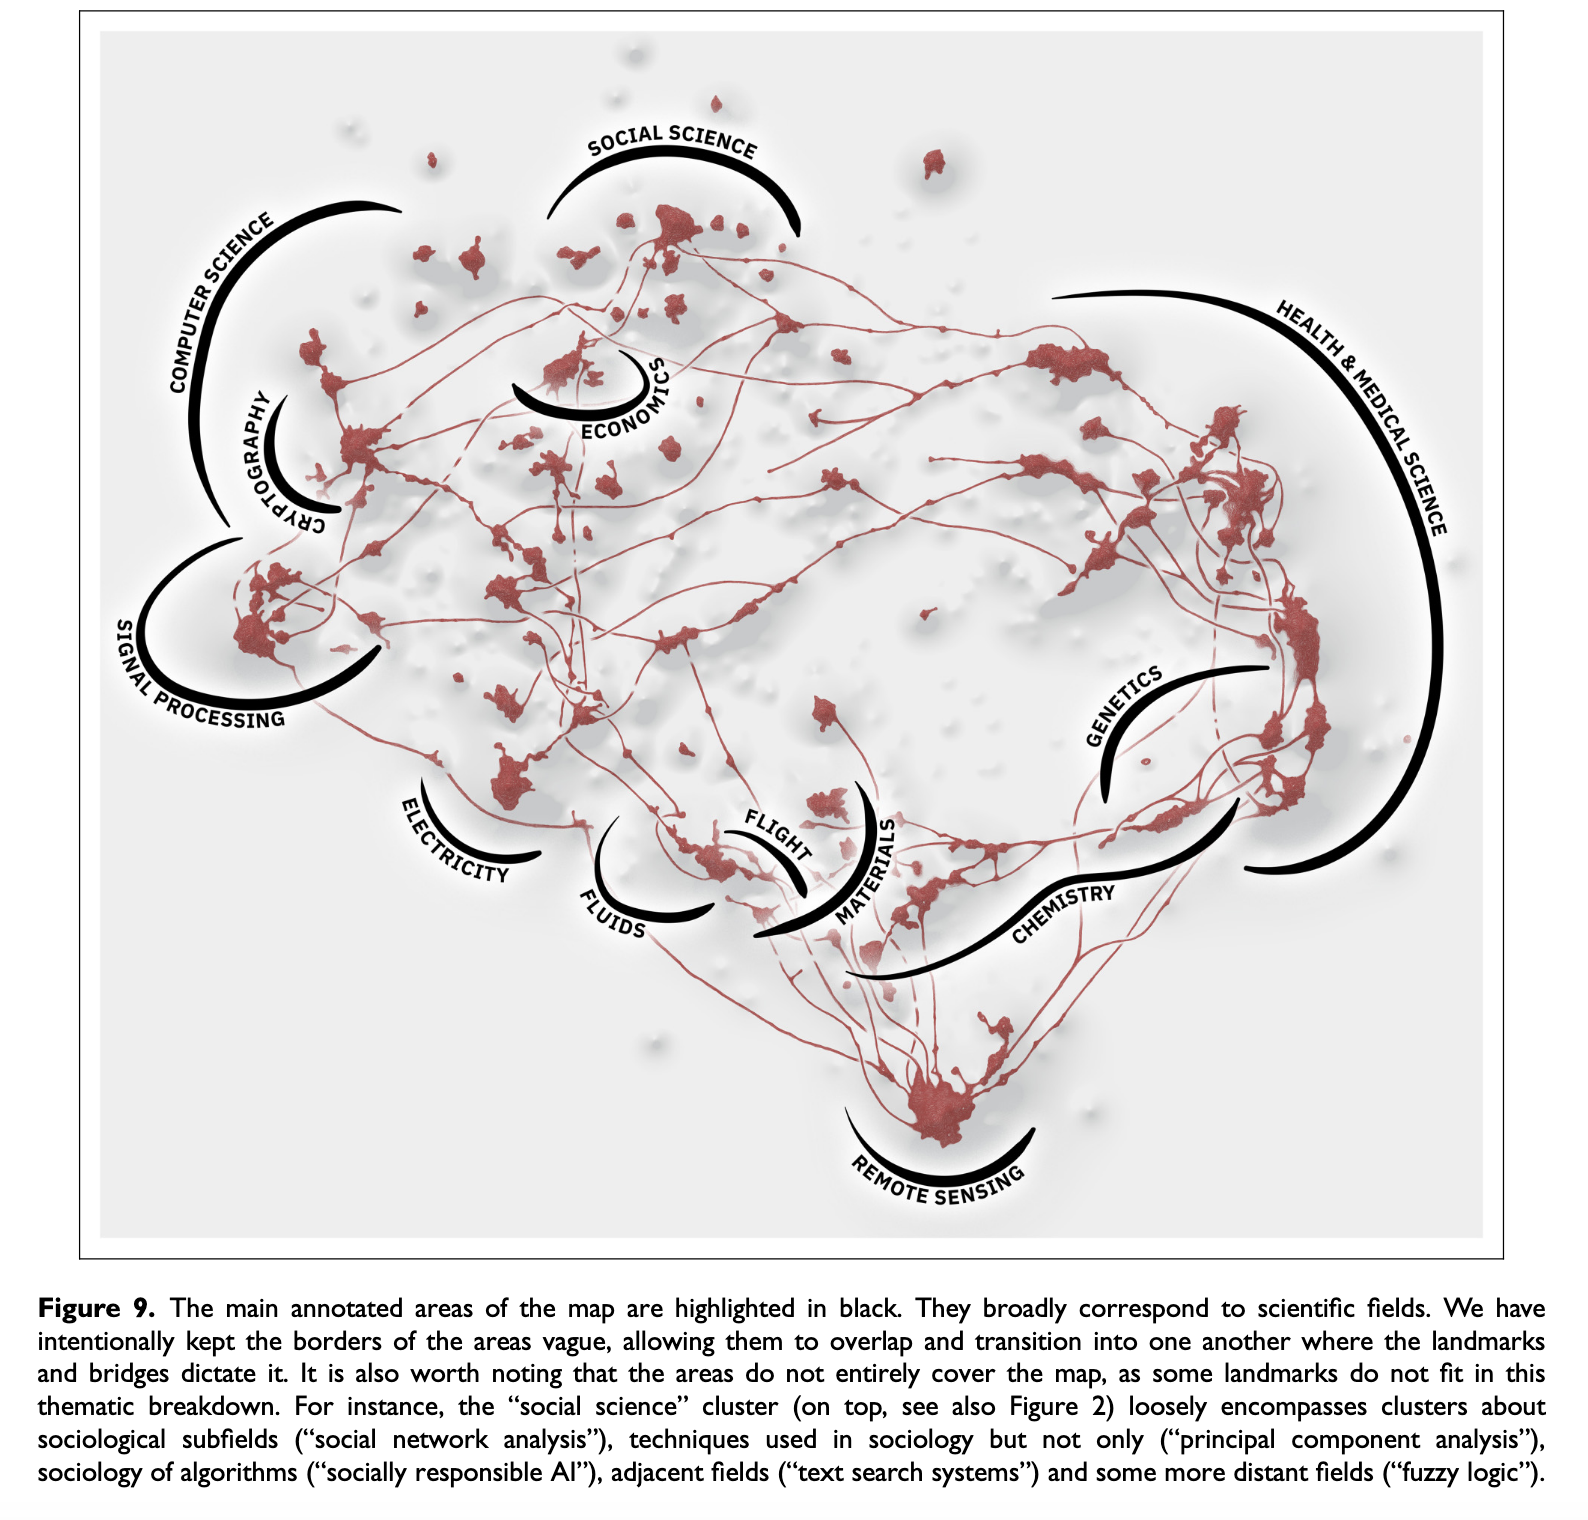 SOCIAL SCIENCE
COMPUTER SCIENCE
HEALTH & MEDICAL SCIENCE
ECONOMICS
CRYPTOGRAPHY
SIGNAL PROCESSING
GENETICS
ELECTRICITY
FLIGHT
MATERIALS
FLUIDS
CHEMISTRY
REMOTE SENSING
Figure 9. The main annotated areas of the map are highlighted in black. They broadly correspond to scientific fields. We have
intentionally kept the borders of the areas vague, allowing them to overlap and transition into one another where the landmarks
and bridges dictate it. It is also worth noting that the areas do not entirely cover the map, as some landmarks do not fit in this
thematic breakdown. For instance, the “social science” cluster (on top, see also Figure 2) loosely encompasses clusters about
sociological subfields (“social network analysis”), techniques used in sociology but not only (“principal component analysis”),
sociology of algorithms (“socially responsible AI”), adjacent fields (“text search systems”) and some more distant fields (“fuzzy logic”).